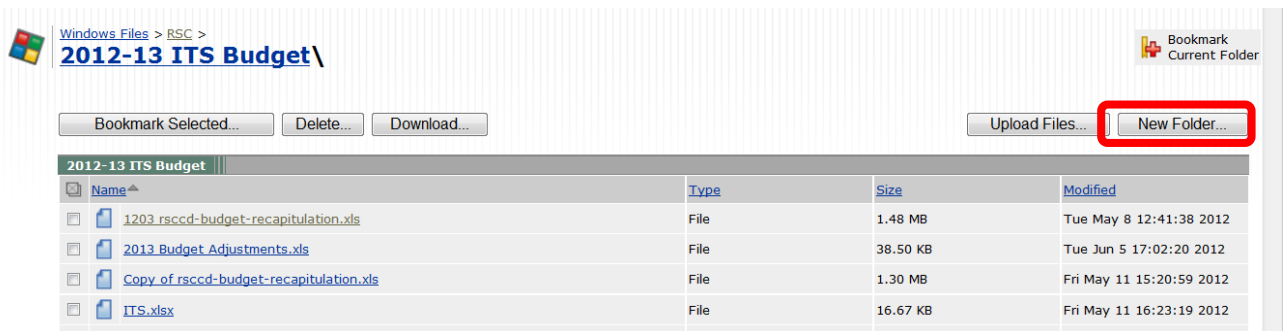 Windows Files > RSC >
2012-13 ITS Budget\
Bookmark
Current Folder
Bookmark Selected... Delete... Download... Upload Files... New Folder...
2012-13 ITS Budget
Name Type Size Modified
1203 rsccd-budget-recapitulation.xls File 1.48 MB Tue May 8 12:41:38 2012
2013 Budget Adjustments.xls File 38.50 KB Tue Jun 5 17:02:20 2012
Copy of rsccd-budget-recapitulation.xls File 1.30 MB Fri May 11 15:20:59 2012
ITS.xlsx File 16.67 KB Fri May 11 16:23:19 2012